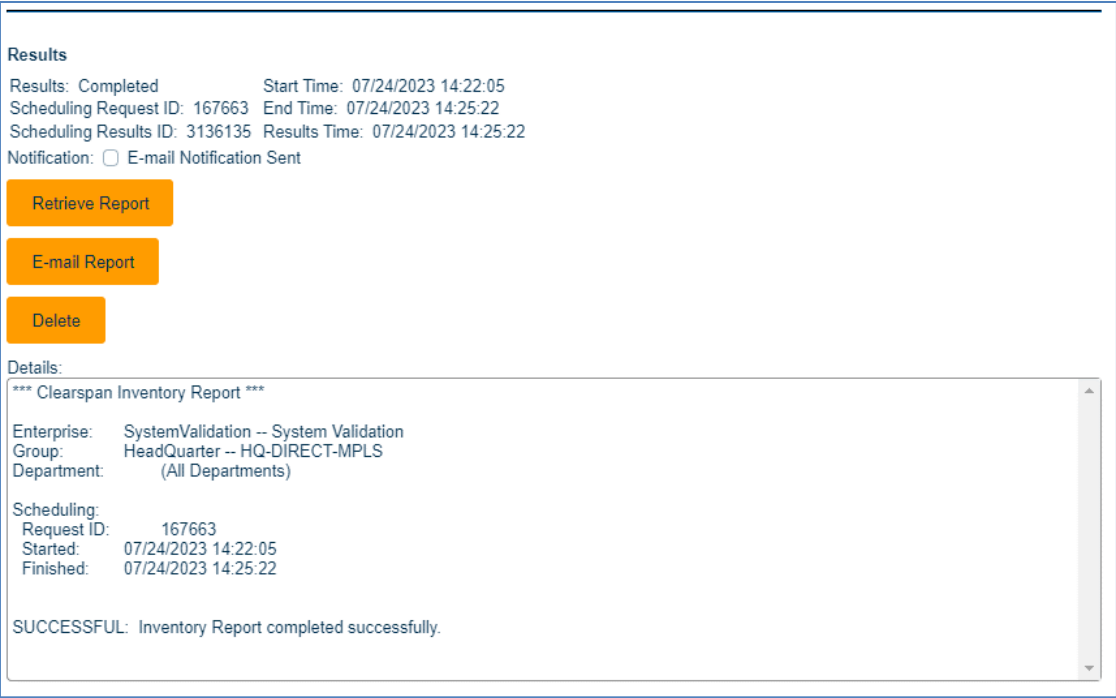 Results
Results: Completed Start Time: 07/24/2023 14:22:05
Scheduling Request ID: 167663 End Time: 07/24/2023 14:25:22
Scheduling Results ID: 3136135 Results Time: 07/24/2023 14:25:22
Notification: E-mail Notification Sent
Retrieve Report
E-mail Report
Delete
Details:
*** Clearspan Inventory Report ***
Enterprise: SystemValidation -- System Validation
Group: HeadQuarter -- HQ-DIRECT-MPLS
Department: (All Departments)
Scheduling:
Request ID: 167663
Started: 07/24/2023 14:22:05
Finished: 07/24/2023 14:25:22
SUCCESSFUL: Inventory Report completed successfully.